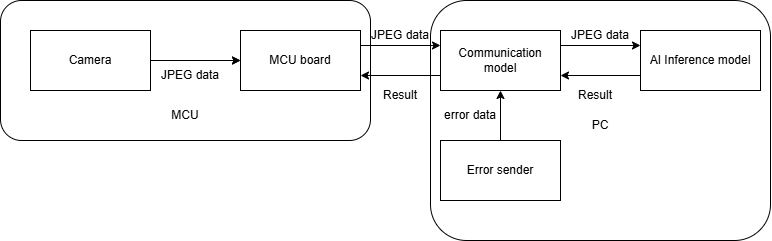 Camera
JPEG data
MCU board
MCU
JPEG data
Result
Communication
model
JPEG data
Result
AI Inference model
error data
PC
Error sender